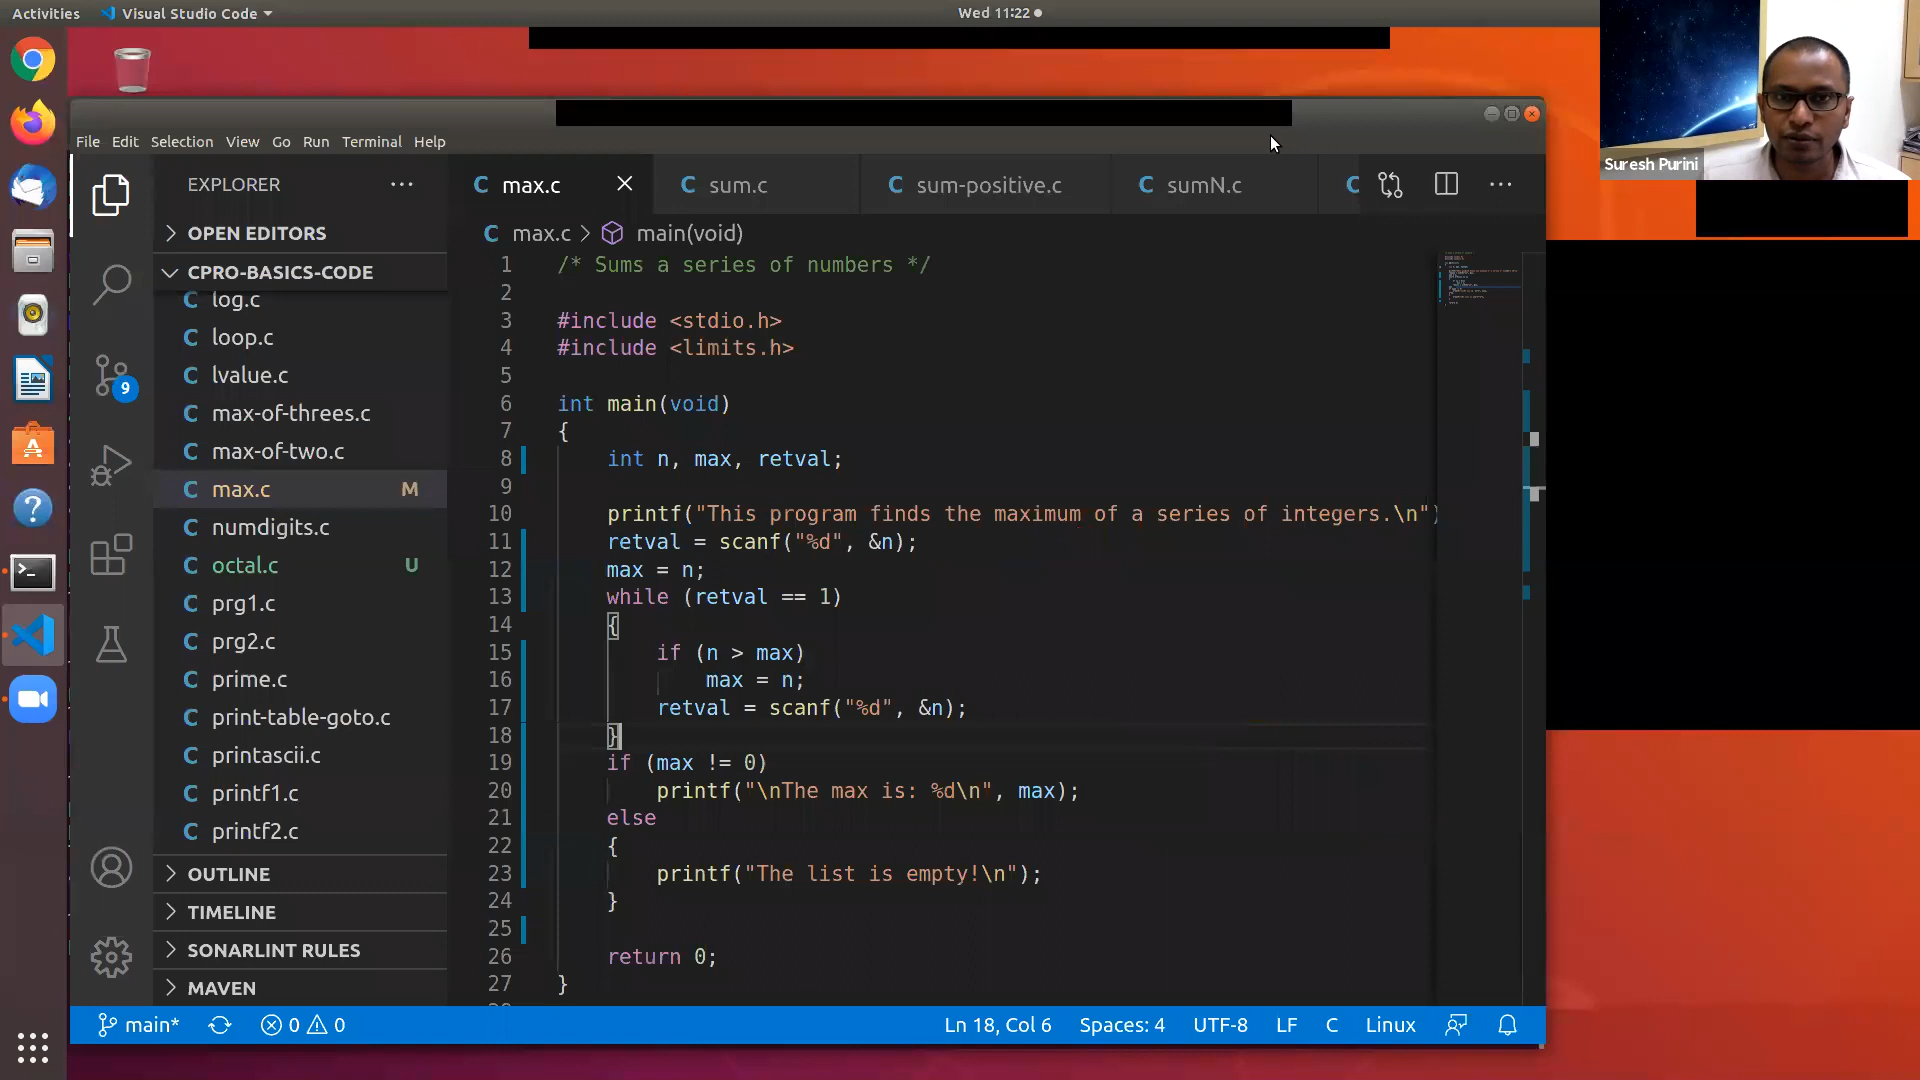 Activities Visual Studio Code Wed 11:22
Suresh Purini
File Edit Selection View Go Run Terminal Help
EXPLORER
OPEN EDITORS
CPRO-BASICS-CODE
C log.c
C loop.c
C lvalue.c
C max-of-threes.c
C max-of-two.c
C max.c M
C numdigits.c
C octal.c U
C prg1.c
C prg2.c
C prime.c
C print-table-goto.c
C printascii.c
C printf1.c
C printf2.c
OUTLINE
TIMELINE
SONARLINT RULES
MAVEN
9
C max.c C sum.c C sum-positive.c C sumN.c C
C max.c > main(void)
1 /* Sums a series of numbers */
2
3 #include <stdio.h>
4 #include <limits.h>
5
6 int main(void)
7 {
8 int n, max, retval;
9
10 printf("This program finds the maximum of a series of integers.\n")
11 retval = scanf("%d", &n);
12 max = n;
13 while (retval == 1)
14 {
15 if (n > max)
16 max = n;
17 retval = scanf("%d", &n);
18 }
19 if (max != 0)
20 printf("\nThe max is: %d\n", max);
21 else
22 {
23 printf("The list is empty!\n");
24 }
25
26 return 0;
27 }
main* 0 0 Ln 18, Col 6 Spaces: 4 UTF-8 LF C Linux